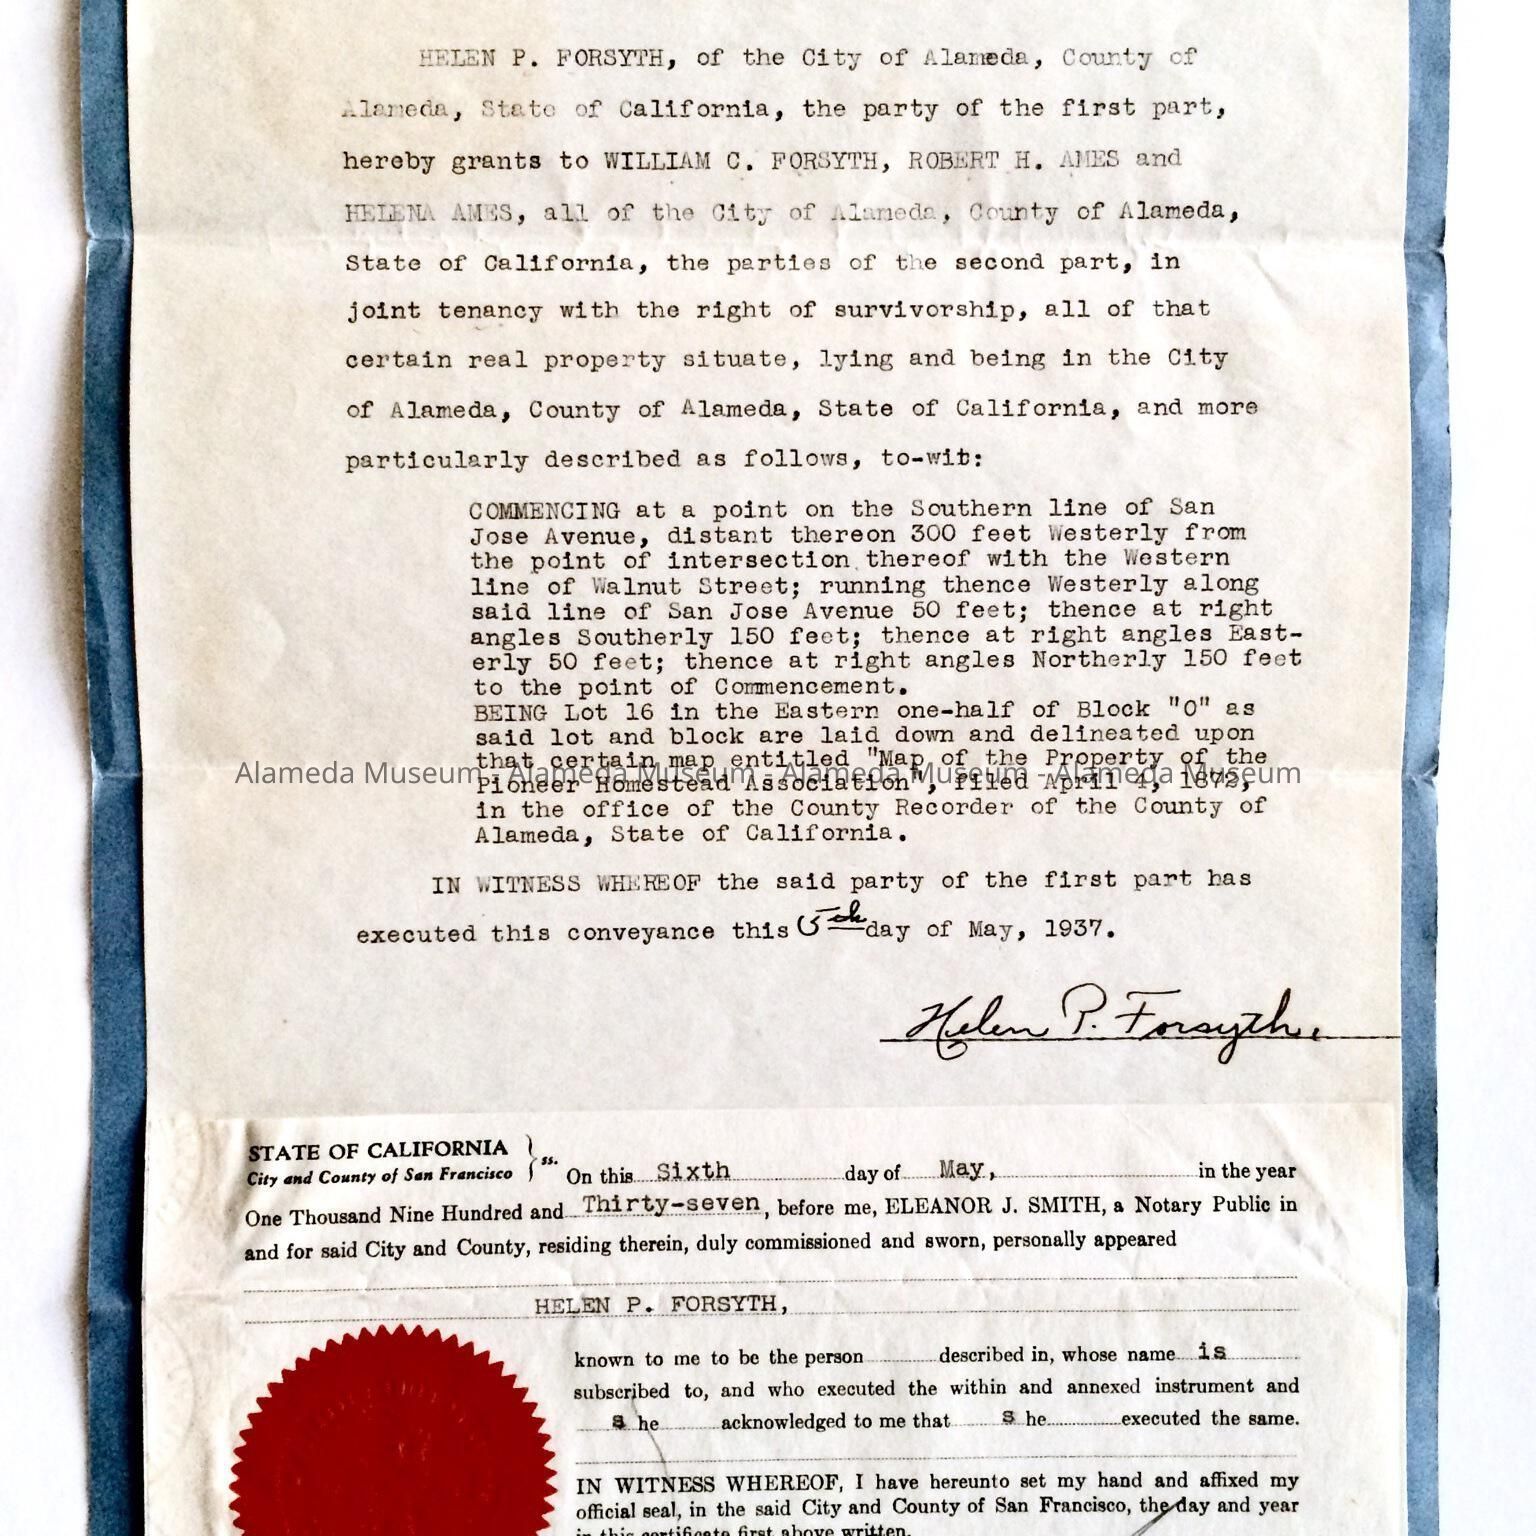 HELEN P. FORSYTH, of the City of Alameda, County of
Alameda, State of California, the party of the first part,
hereby grants to WILLIAM C. FORSYTH, ROBERT H. AMES and
HELENA AMES, all of the City of Alameda, County of Alameda,
State of California, the parties of the second part, in
joint tenancy with the right of survivorship, all of that
certain real property situate, lying and being in the City
of Alameda, County of Alameda, State of California, and more
particularly described as follows, to-wit:
COMMENCING at a point on the Southern line of San
Jose Avenue, distant thereon 300 feet Westerly from
the point of intersection thereof with the Western
line of Walnut Street; running thence Westerly along
said line of San Jose Avenue 50 feet; thence at right
angles Southerly 150 feet; thence at right angles East-
erly 50 feet; thence at right angles Northerly 150 feet
to the point of Commencement.
BEING Lot 16 in the Eastern one-half of Block "O" as
said lot and block are laid down and delineated upon
that certain map entitled "Map of the Property of the
Alameda Museum - Alameda Museum - Alameda Museum - Alameda Museum
Pioneer Homestead Association", filed April 4, 1872,
in the office of the County Recorder of the County of
Alameda, State of California.
IN WITNESS WHEREOF the said party of the first part has
executed this conveyance this 5th day of May, 1937.
Helen P. Forsyth.
STATE OF CALIFORNIA
City and County of San Francisco } ss. On this Sixth day of May, in the year
One Thousand Nine Hundred and Thirty-seven, before me, ELEANOR J. SMITH, a Notary Public in
and for said City and County, residing therein, duly commissioned and sworn, personally appeared
HELEN P. FORSYTH,
known to me to be the person described in, whose name is
subscribed to, and who executed the within and annexed instrument and
s he acknowledged to me that s he executed the same.
IN WITNESS WHEREOF, I have hereunto set my hand and affixed my
official seal, in the said City and County of San Francisco, the day and year
in this certificate first above written.